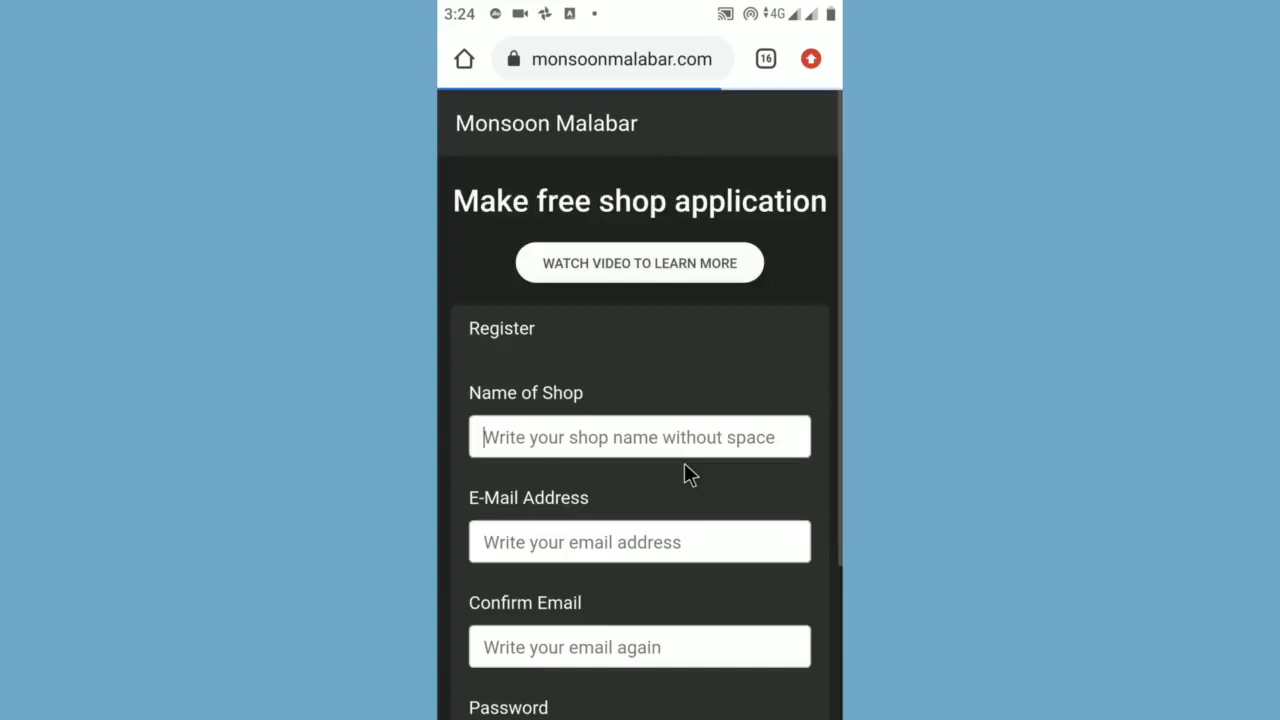 3:24 4G
monsoonmalabar.com 16
Monsoon Malabar
Make free shop application
WATCH VIDEO TO LEARN MORE
Register
Name of Shop
Write your shop name without space
E-Mail Address
Write your email address
Confirm Email
Write your email again
Password